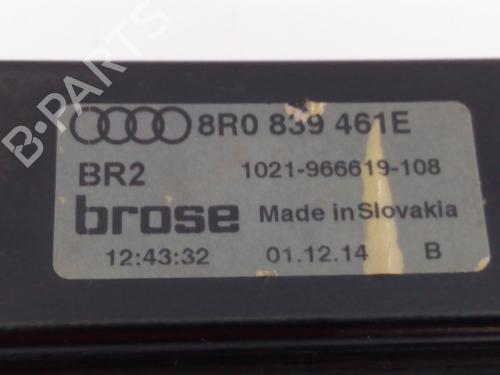 B-PARTS
8R0 839 461E
BR2 1021-966619-108
brose Made in Slovakia
12:43:32 01.12.14 B